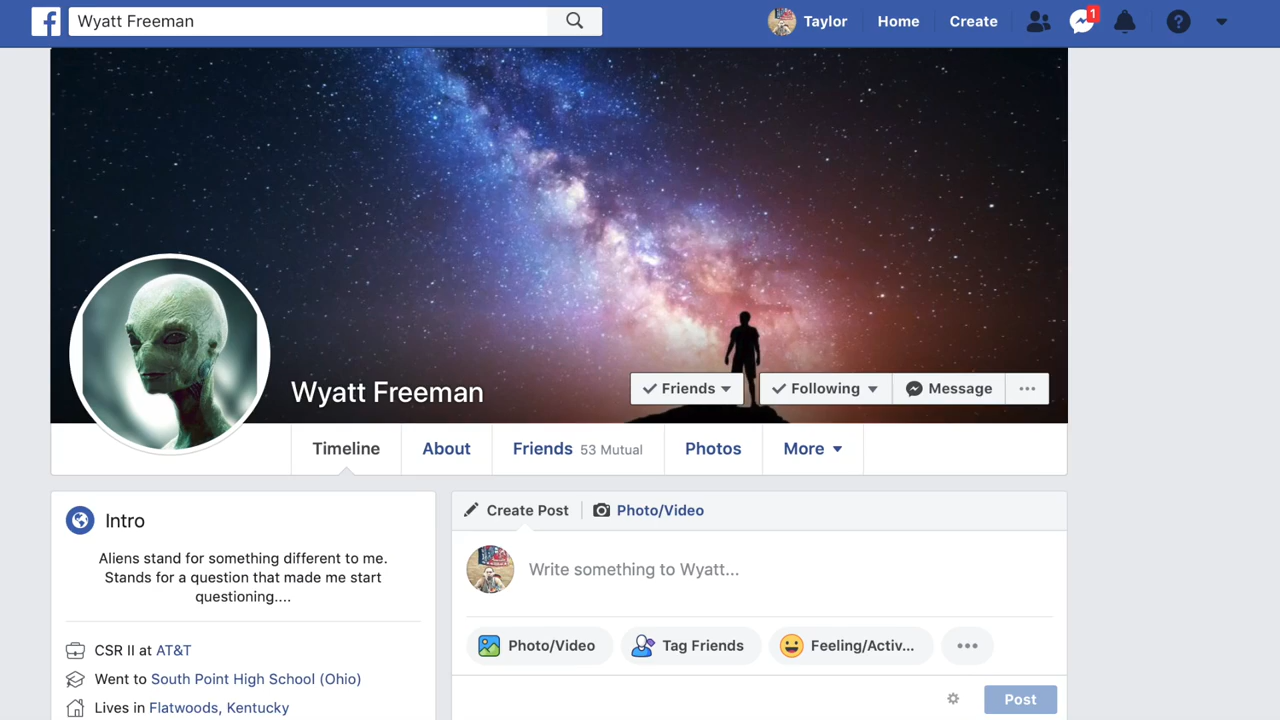 Wyatt Freeman
Taylor
Home
Create
1
Wyatt Freeman
Friends
Following
Message
Timeline
About
Friends 53 Mutual
Photos
More
Intro
Aliens stand for something different to me.
Stands for a question that made me start
questioning....
CSR II at AT&T
Went to South Point High School (Ohio)
Lives in Flatwoods, Kentucky
Create Post
Photo/Video
Write something to Wyatt...
Photo/Video
Tag Friends
Feeling/Activ...
Post